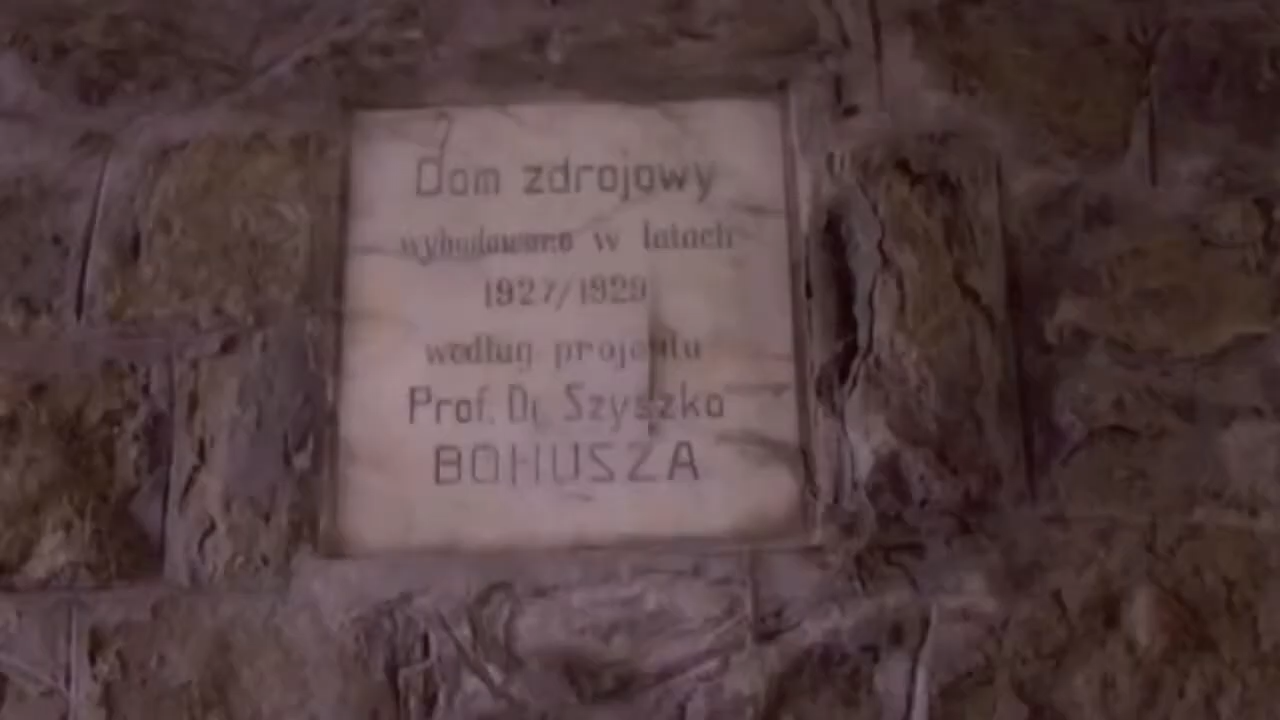 Dom zdrojowy
wybudowano w latach
1927/1929
według projektu
Prof. Dr. Szyszko
BOHUSZA